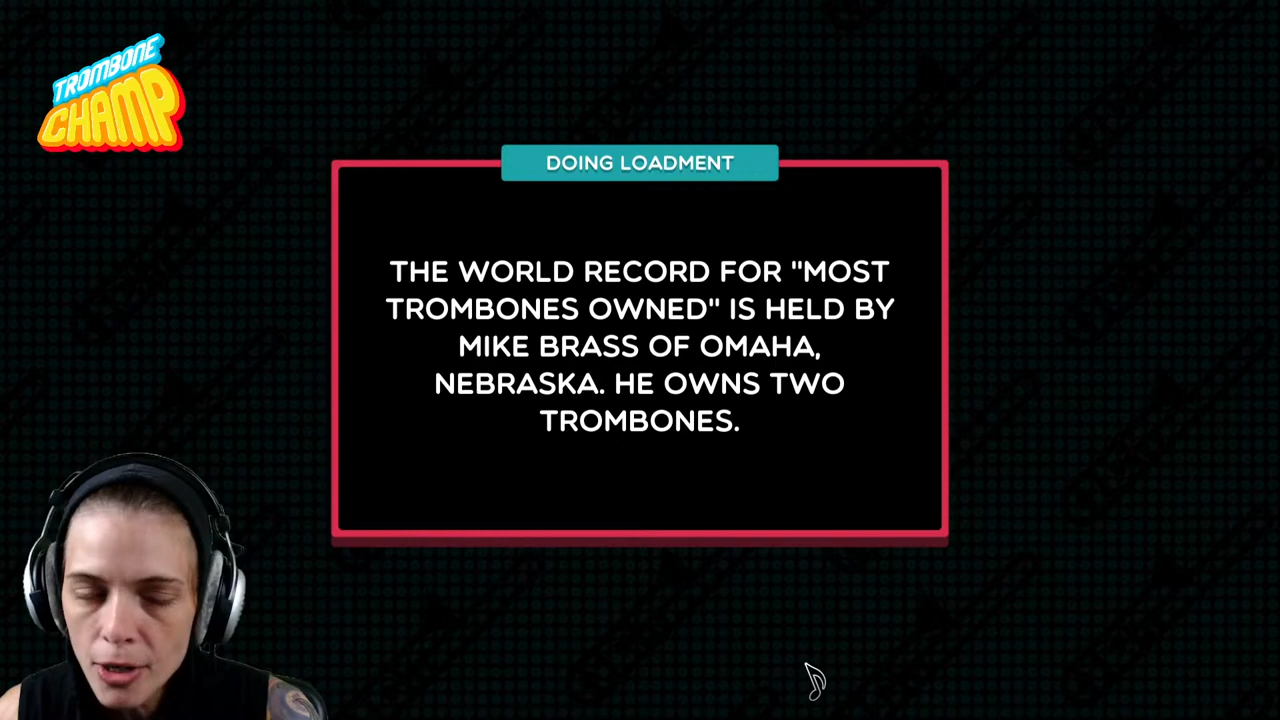 TROMBONE
CHAMP
DOING LOADMENT
THE WORLD RECORD FOR "MOST
TROMBONES OWNED" IS HELD BY
MIKE BRASS OF OMAHA,
NEBRASKA. HE OWNS TWO
TROMBONES.